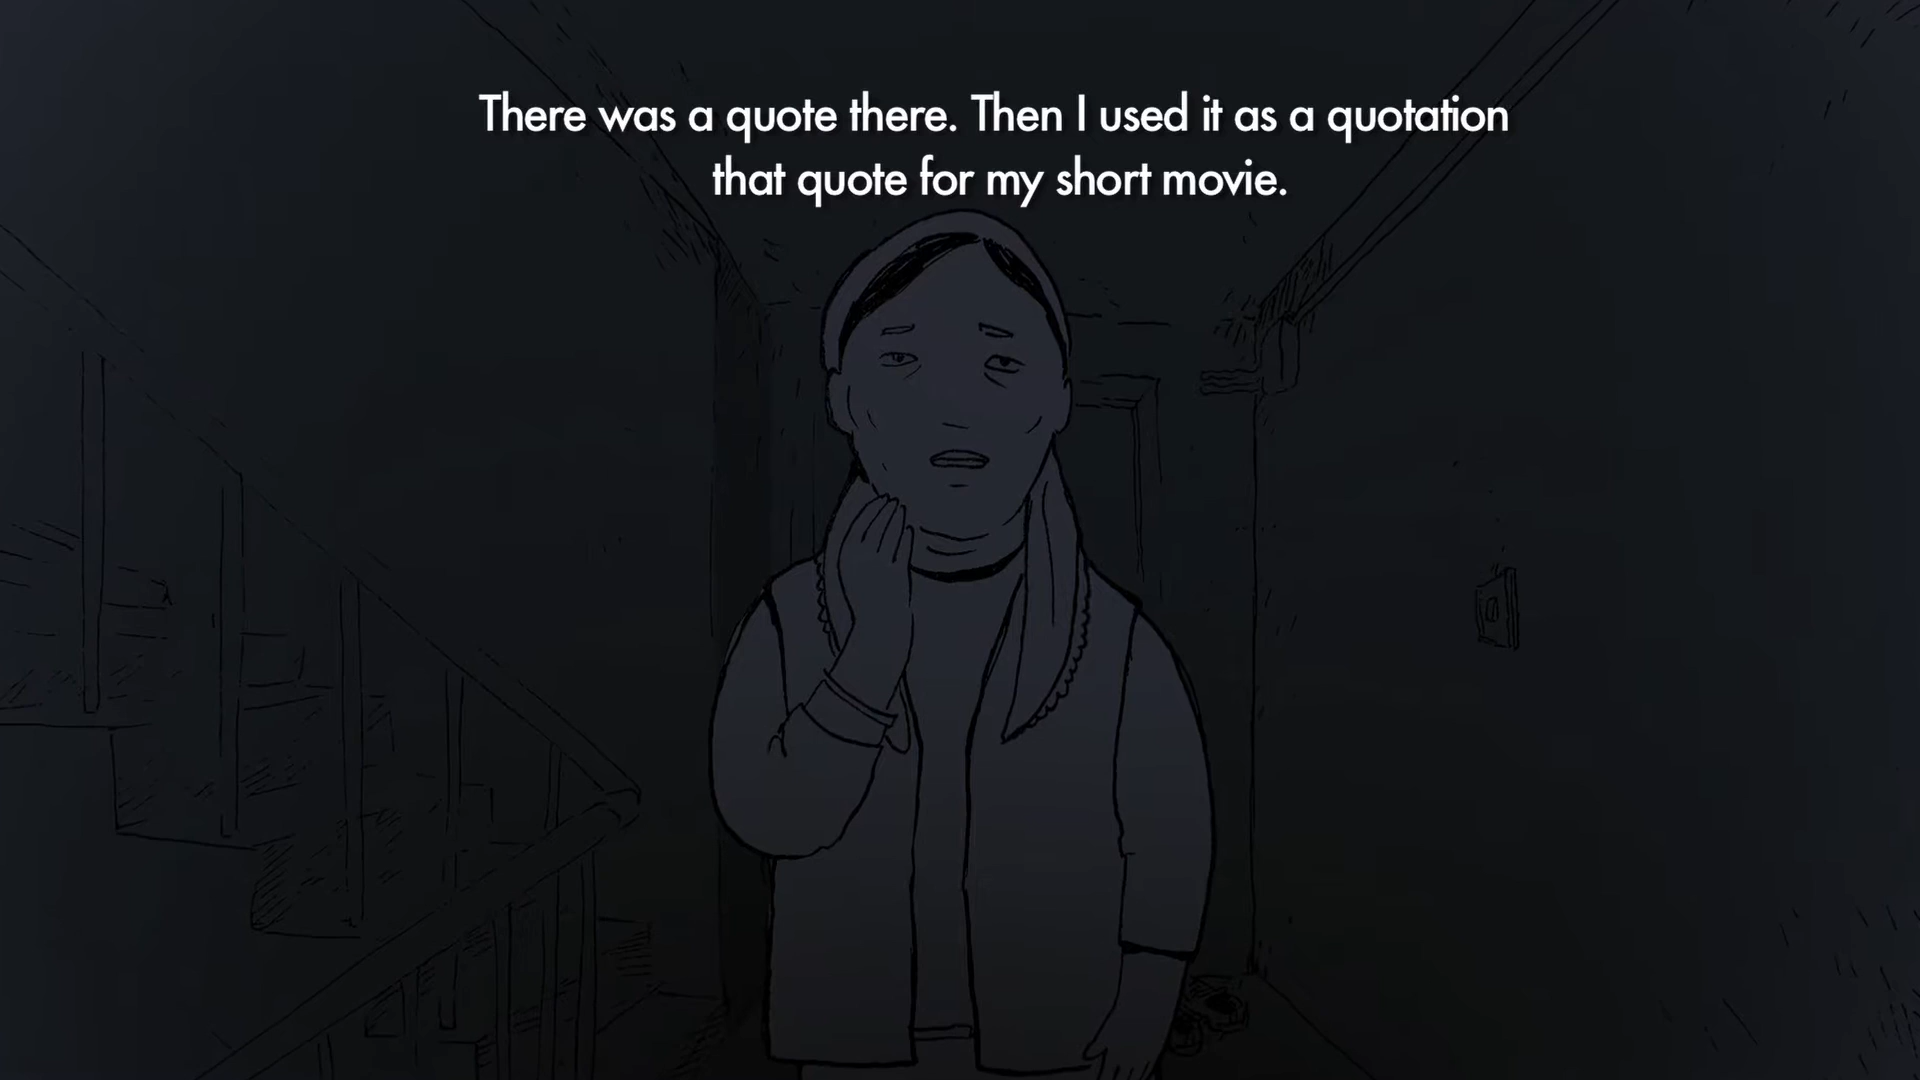 There was a quote there. Then I used it as a quotation
that quote for my short movie.